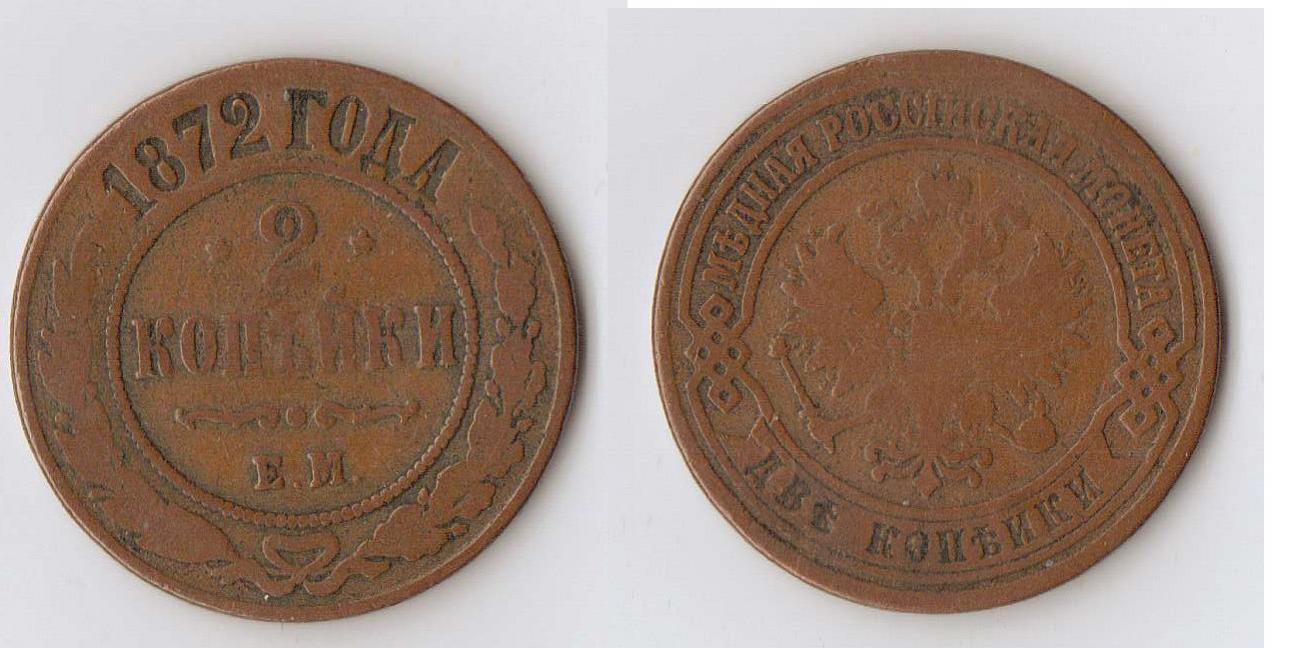 1872 ГОДА
2
КОПѢЙКИ
Е.М.
МѢДНАЯ РОССІЙСКАЯ МОНЕТА
ДВѢ КОПѢЙКИ